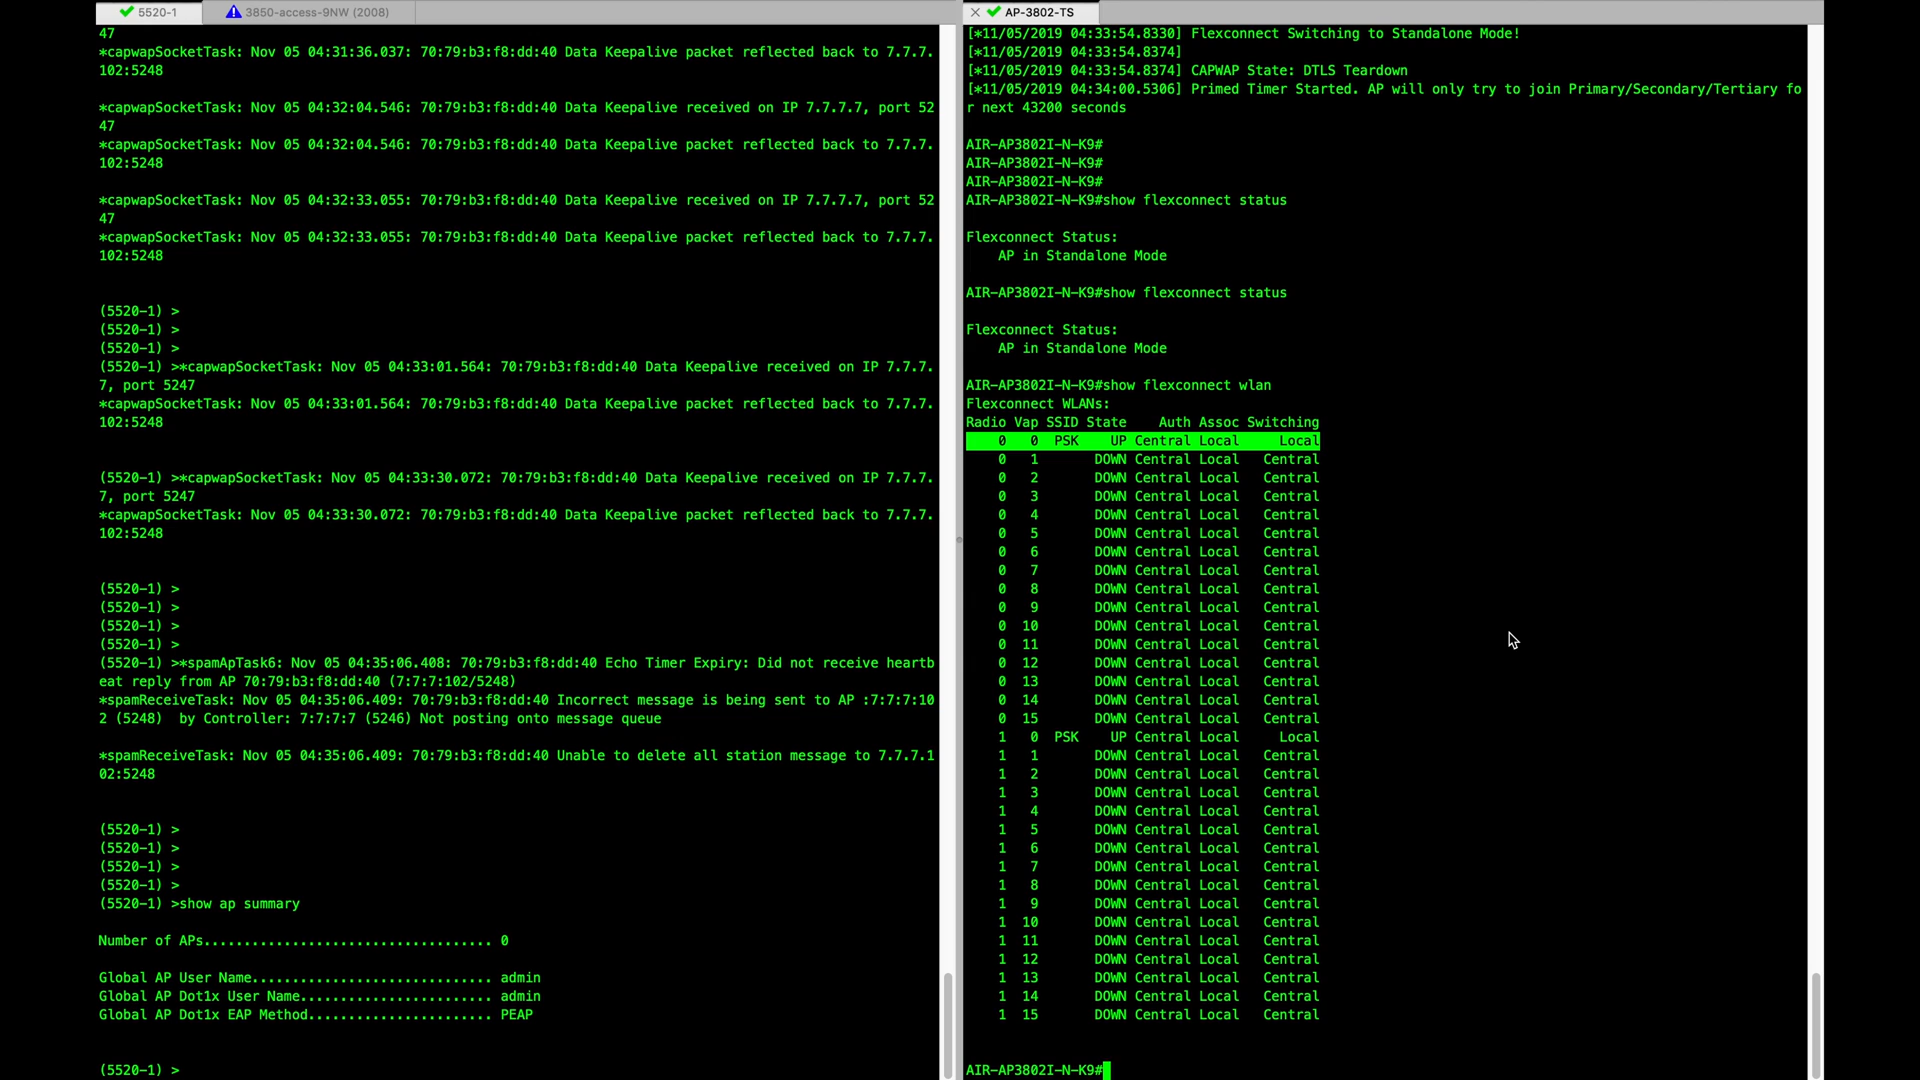 5520-1
3850-access-9NW (2008)
47
*capwapSocketTask: Nov 05 04:31:36.037: 70:79:b3:f8:dd:40 Data Keepalive packet reflected back to 7.7.7.
102:5248
*capwapSocketTask: Nov 05 04:32:04.546: 70:79:b3:f8:dd:40 Data Keepalive received on IP 7.7.7.7, port 52
47
*capwapSocketTask: Nov 05 04:32:04.546: 70:79:b3:f8:dd:40 Data Keepalive packet reflected back to 7.7.7.
102:5248
*capwapSocketTask: Nov 05 04:32:33.055: 70:79:b3:f8:dd:40 Data Keepalive received on IP 7.7.7.7, port 52
47
*capwapSocketTask: Nov 05 04:32:33.055: 70:79:b3:f8:dd:40 Data Keepalive packet reflected back to 7.7.7.
102:5248
(5520-1) >
(5520-1) >
(5520-1) >
(5520-1) >*capwapSocketTask: Nov 05 04:33:01.564: 70:79:b3:f8:dd:40 Data Keepalive received on IP 7.7.7.
7, port 5247
*capwapSocketTask: Nov 05 04:33:01.564: 70:79:b3:f8:dd:40 Data Keepalive packet reflected back to 7.7.7.
102:5248
(5520-1) >*capwapSocketTask: Nov 05 04:33:30.072: 70:79:b3:f8:dd:40 Data Keepalive received on IP 7.7.7.
7, port 5247
*capwapSocketTask: Nov 05 04:33:30.072: 70:79:b3:f8:dd:40 Data Keepalive packet reflected back to 7.7.7.
102:5248
(5520-1) >
(5520-1) >
(5520-1) >
(5520-1) >
(5520-1) >*spamApTask6: Nov 05 04:35:06.408: 70:79:b3:f8:dd:40 Echo Timer Expiry: Did not receive heartb
eat reply from AP 70:79:b3:f8:dd:40 (7:7:7:102/5248)
*spamReceiveTask: Nov 05 04:35:06.409: 70:79:b3:f8:dd:40 Incorrect message is being sent to AP :7:7:7:10
2 (5248)  by Controller: 7:7:7:7 (5246) Not posting onto message queue
*spamReceiveTask: Nov 05 04:35:06.409: 70:79:b3:f8:dd:40 Unable to delete all station message to 7.7.7.1
02:5248
(5520-1) >
(5520-1) >
(5520-1) >
(5520-1) >
(5520-1) >show ap summary
Number of APs.................................... 0
Global AP User Name.............................. admin
Global AP Dot1x User Name........................ admin
Global AP Dot1x EAP Method....................... PEAP
(5520-1) >
AP-3802-TS
[*11/05/2019 04:33:54.8330] Flexconnect Switching to Standalone Mode!
[*11/05/2019 04:33:54.8374]
[*11/05/2019 04:33:54.8374] CAPWAP State: DTLS Teardown
[*11/05/2019 04:34:00.5306] Primed Timer Started. AP will only try to join Primary/Secondary/Tertiary fo
r next 43200 seconds
AIR-AP3802I-N-K9#
AIR-AP3802I-N-K9#
AIR-AP3802I-N-K9#
AIR-AP3802I-N-K9#show flexconnect status
Flexconnect Status:
AP in Standalone Mode
AIR-AP3802I-N-K9#show flexconnect status
Flexconnect Status:
AP in Standalone Mode
AIR-AP3802I-N-K9#show flexconnect wlan
Flexconnect WLANs:
Radio Vap SSID State    Auth Assoc Switching
0   0  PSK    UP Central Local     Local
0   1       DOWN Central Local   Central
0   2       DOWN Central Local   Central
0   3       DOWN Central Local   Central
0   4       DOWN Central Local   Central
0   5       DOWN Central Local   Central
0   6       DOWN Central Local   Central
0   7       DOWN Central Local   Central
0   8       DOWN Central Local   Central
0   9       DOWN Central Local   Central
0  10       DOWN Central Local   Central
0  11       DOWN Central Local   Central
0  12       DOWN Central Local   Central
0  13       DOWN Central Local   Central
0  14       DOWN Central Local   Central
0  15       DOWN Central Local   Central
1   0  PSK    UP Central Local     Local
1   1       DOWN Central Local   Central
1   2       DOWN Central Local   Central
1   3       DOWN Central Local   Central
1   4       DOWN Central Local   Central
1   5       DOWN Central Local   Central
1   6       DOWN Central Local   Central
1   7       DOWN Central Local   Central
1   8       DOWN Central Local   Central
1   9       DOWN Central Local   Central
1  10       DOWN Central Local   Central
1  11       DOWN Central Local   Central
1  12       DOWN Central Local   Central
1  13       DOWN Central Local   Central
1  14       DOWN Central Local   Central
1  15       DOWN Central Local   Central
AIR-AP3802I-N-K9#